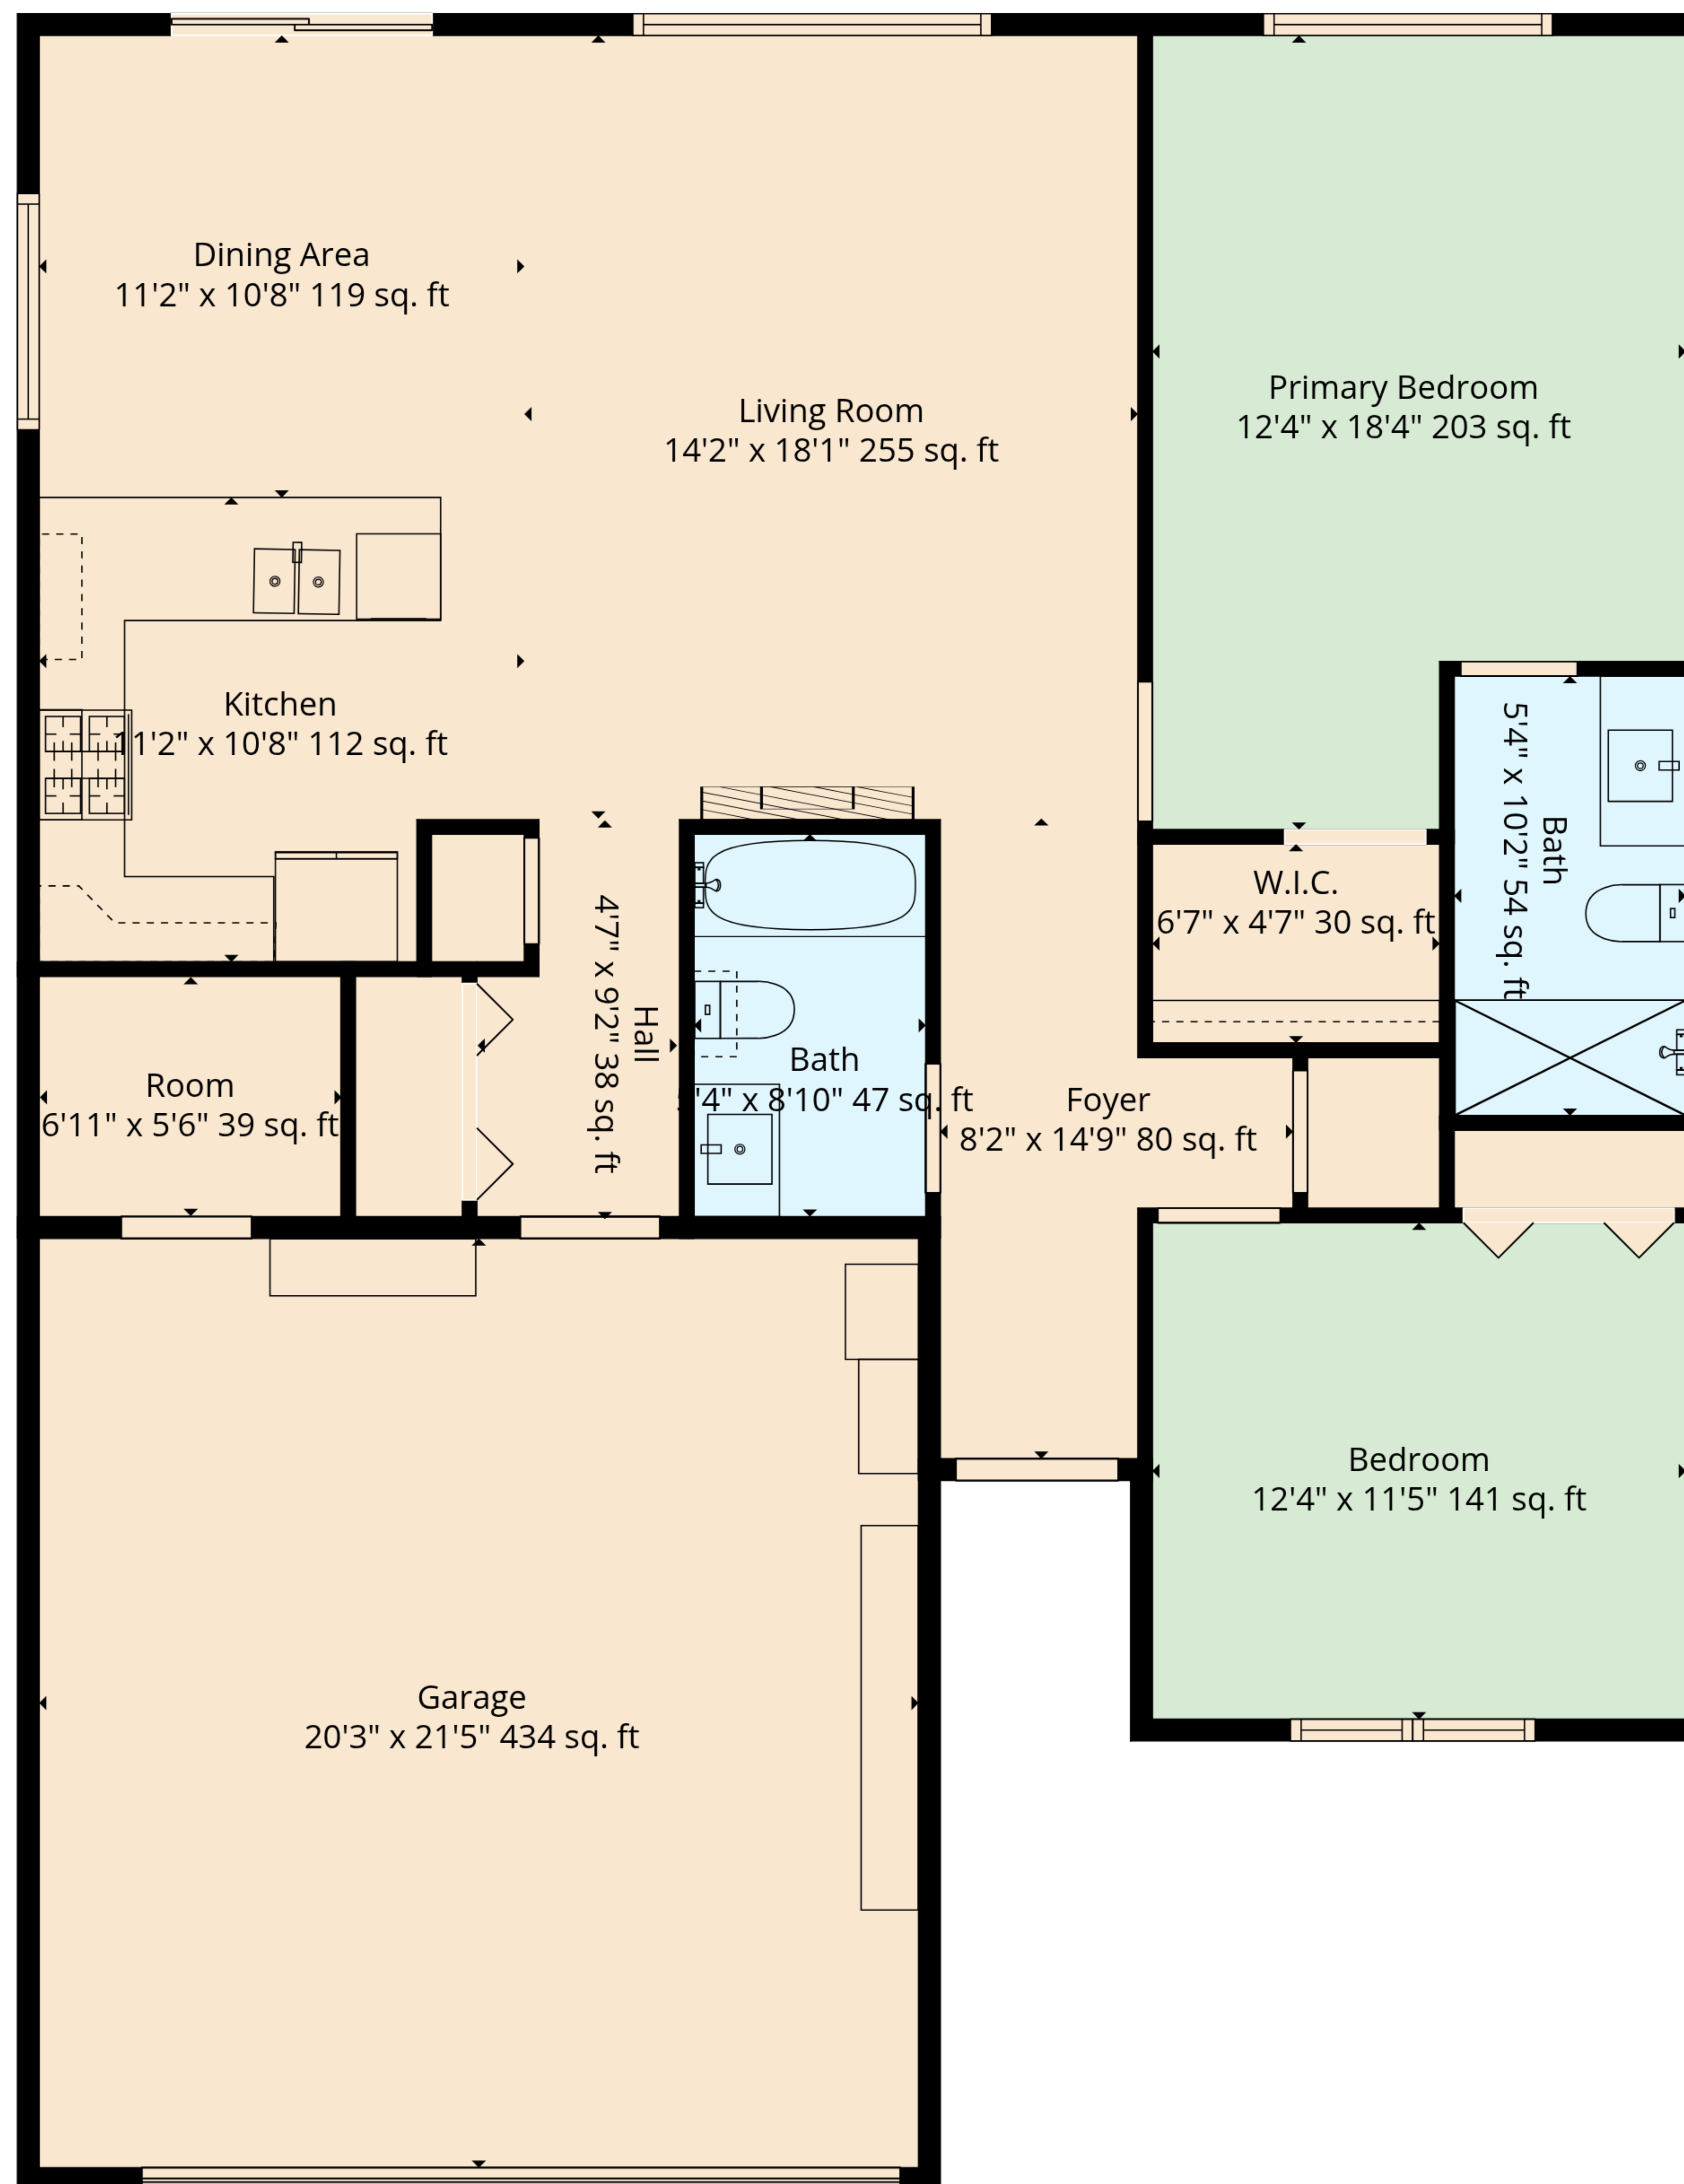 Dining Area
11'2" x 10'8" 119 sq. ft
Living Room
14'2" x 18'1" 255 sq. ft
Primary Bedroom
12'4" x 18'4" 203 sq. ft
Kitchen
11'2" x 10'8" 112 sq. ft
Bath
5'4" x 10'2" 54 sq. ft
W.I.C.
6'7" x 4'7" 30 sq. ft
Hall
4'7" x 9'2" 38 sq. ft
Bath
5'4" x 8'10" 47 sq. ft
Room
6'11" x 5'6" 39 sq. ft
Foyer
8'2" x 14'9" 80 sq. ft
Bedroom
12'4" x 11'5" 141 sq. ft
Garage
20'3" x 21'5" 434 sq. ft